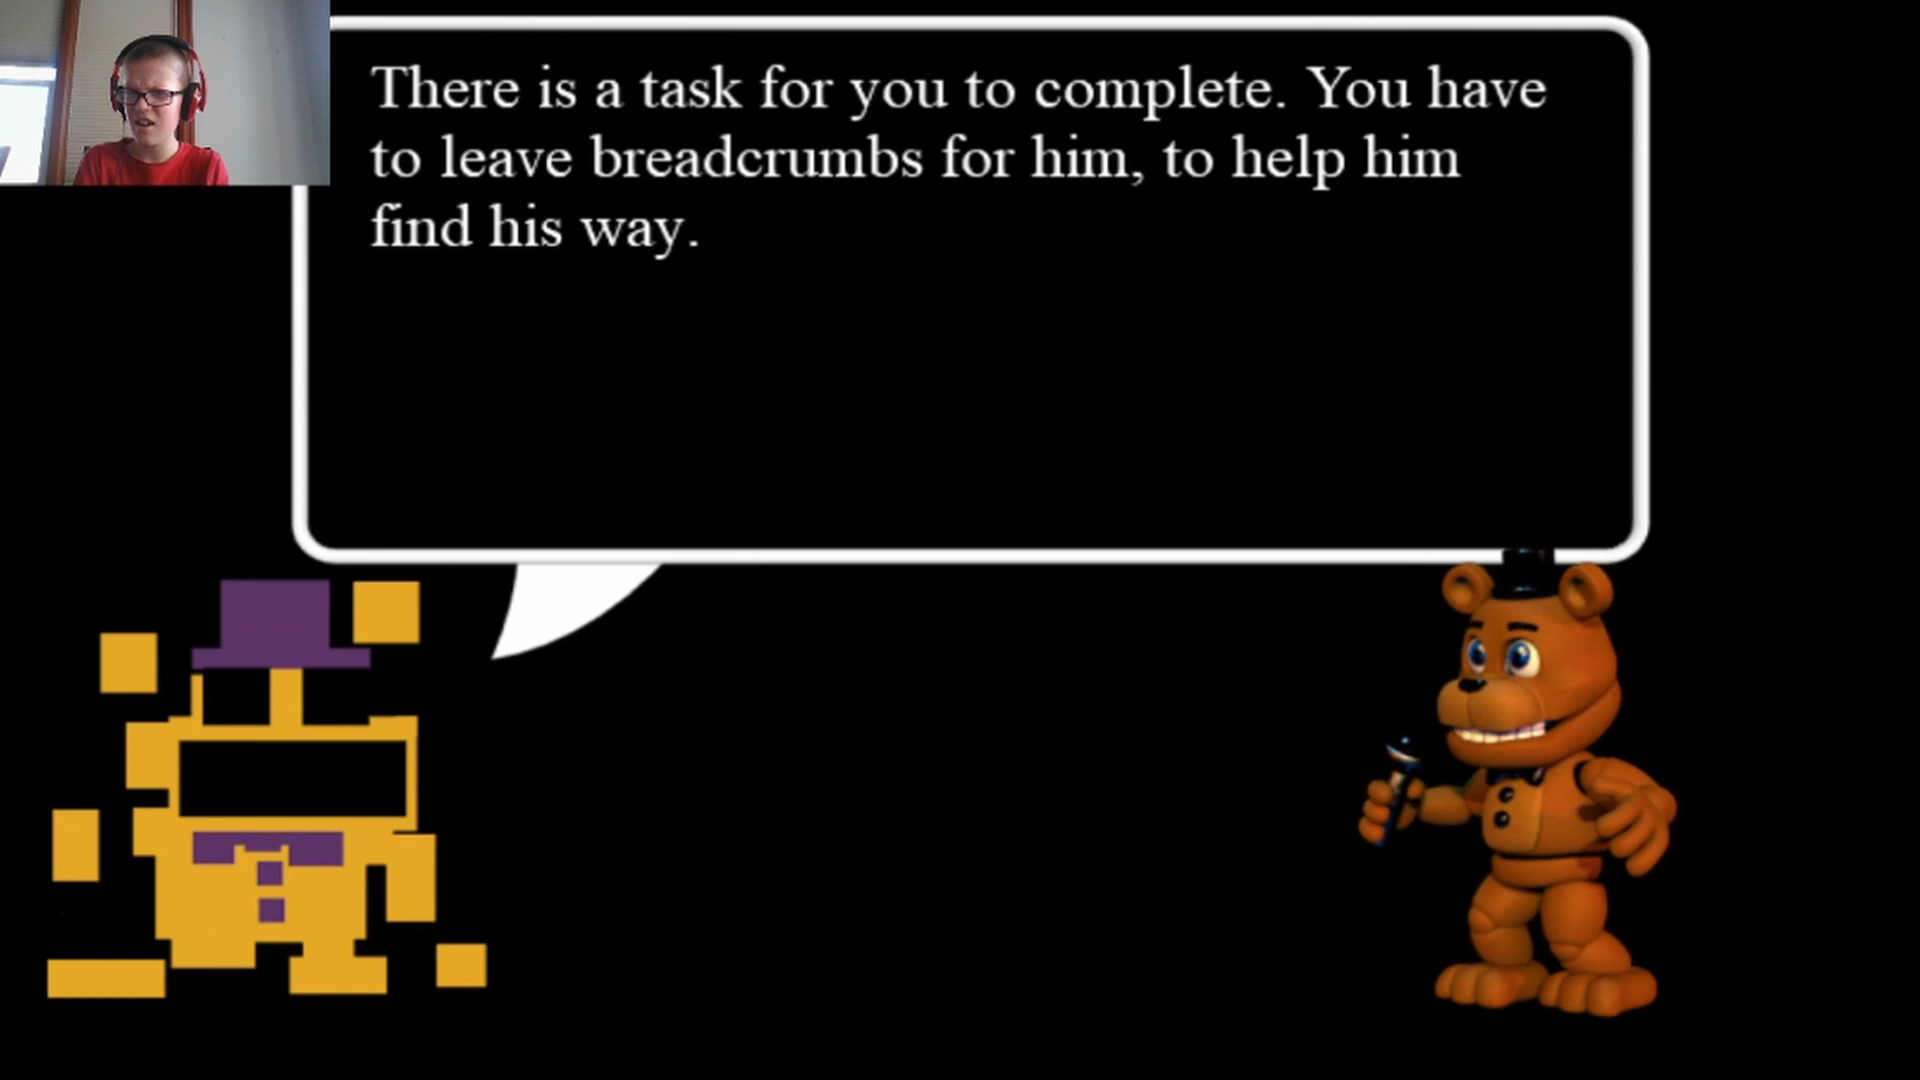 There is a task for you to complete. You have
to leave breadcrumbs for him, to help him
find his way.